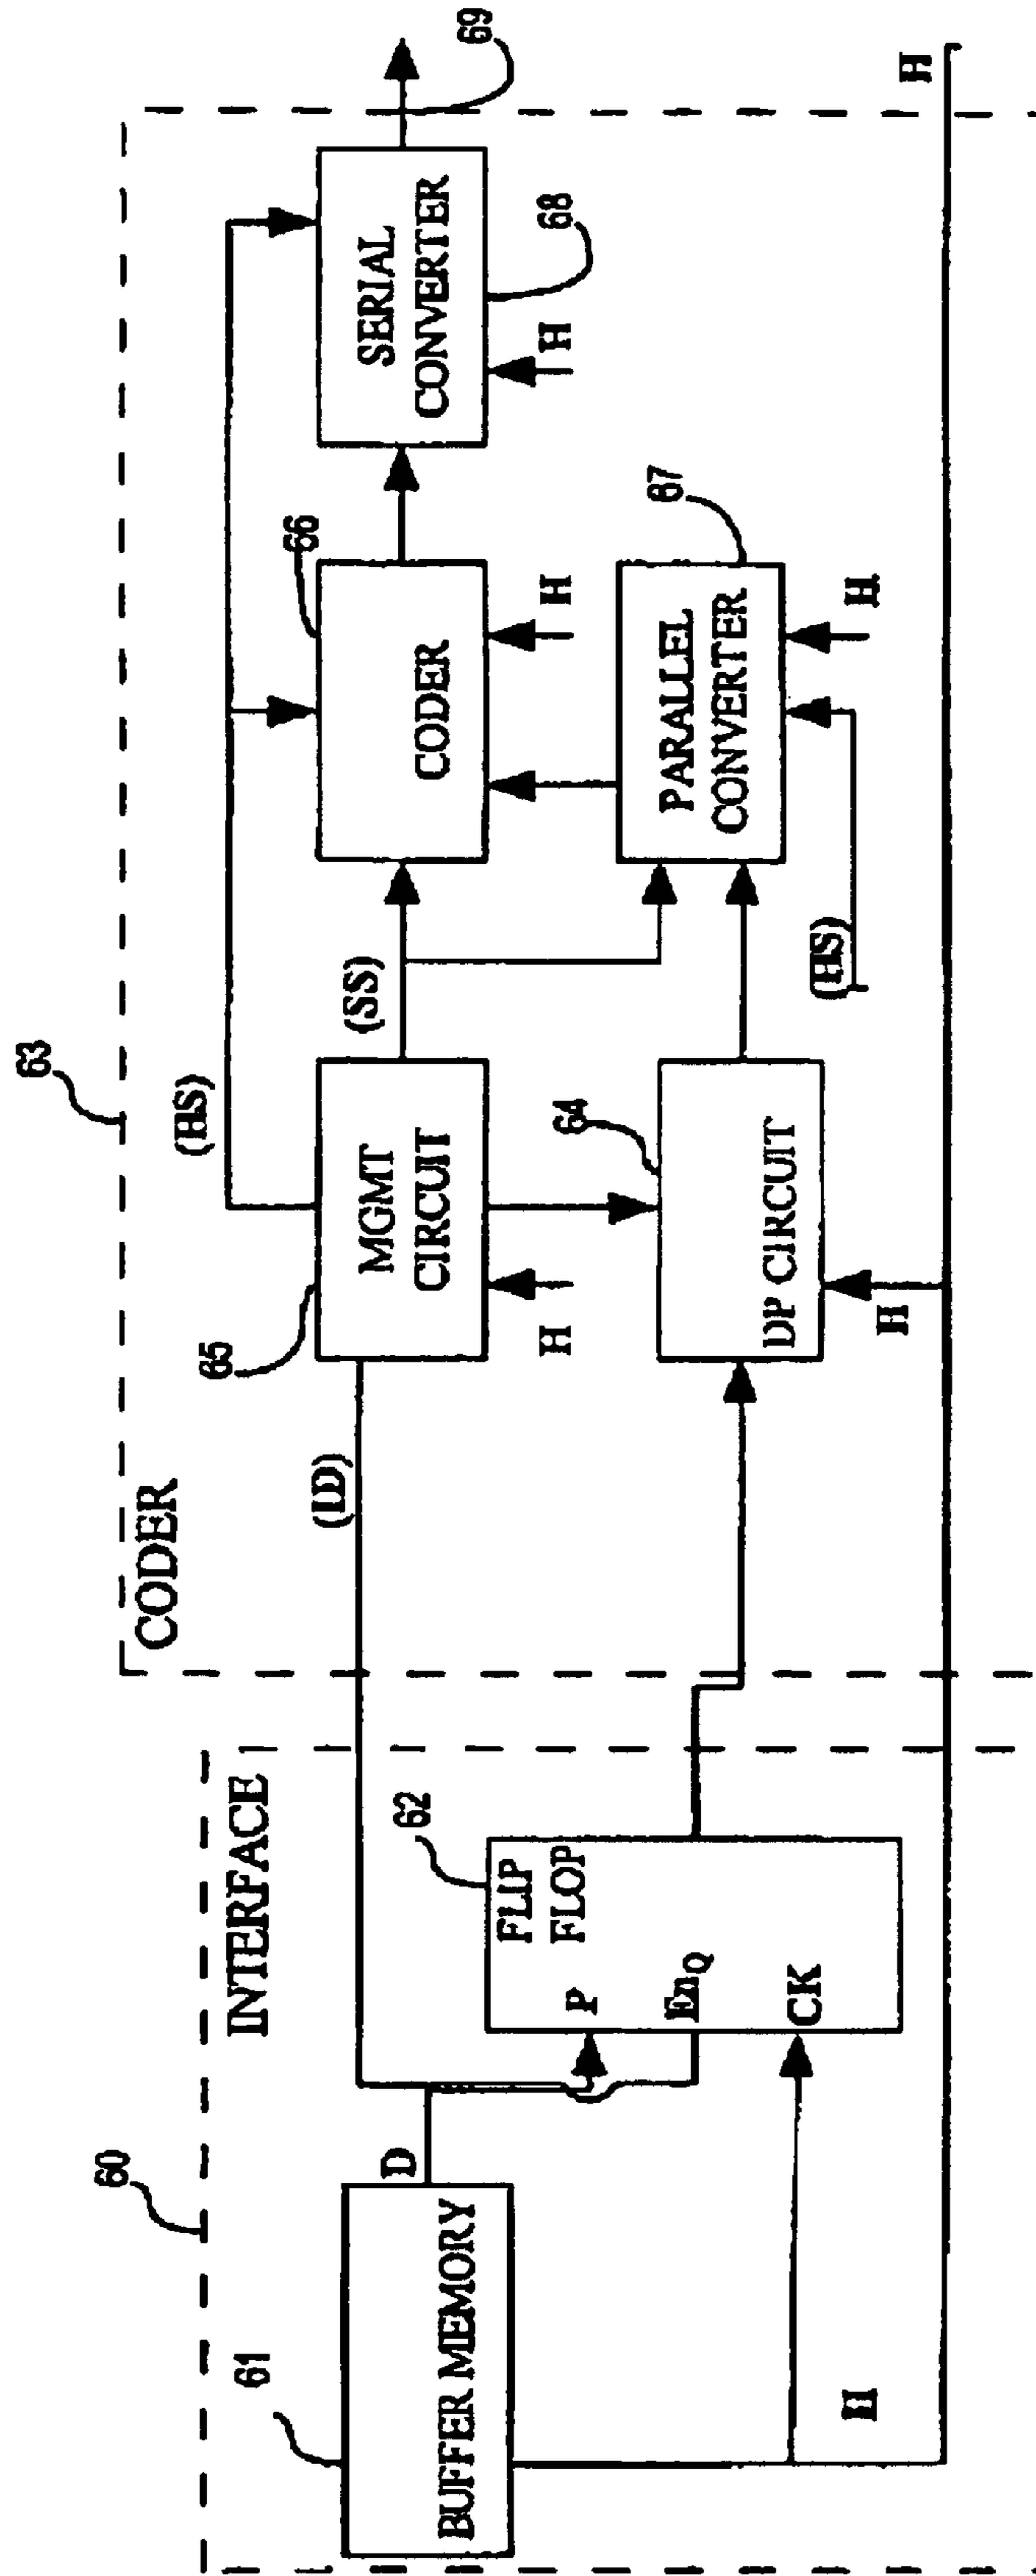 60
INTERFACE
61
BUFFER MEMORY
D
62
FLIP
FLOP
P
EnQ
CK
H
63
CODER
(LD)
(HS)
65
MGMT
CIRCUIT
H
(SS)
64
DP CIRCUIT
H
66
CODER
H
67
PARALLEL
CONVERTER
(HS)
H
SERIAL
CONVERTER
68
H
69
H